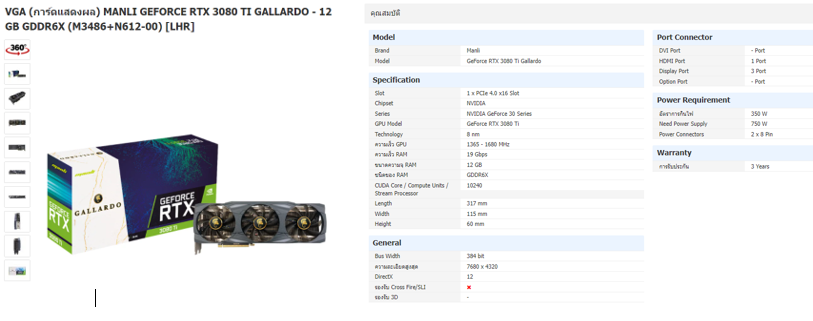 VGA (การ์ดแสดงผล) MANLI GEFORCE RTX 3080 TI GALLARDO - 12
GB GDDR6X (M3486+N612-00) [LHR]
360°
GALLARDO
GEFORCE
RTX
3080 TI
GEFORCE
RTX
คุณสมบัติ
Model
Brand Manli
Model GeForce RTX 3080 Ti Gallardo
Specification
Slot 1 x PCIe 4.0 x16 Slot
Chipset NVIDIA
Series NVIDIA GeForce 30 Series
GPU Model GeForce RTX 3080 Ti
Technology 8 nm
ความเร็ว GPU 1365 - 1680 MHz
ความเร็ว RAM 19 Gbps
ขนาดความจุ RAM 12 GB
ชนิดของ RAM GDDR6X
CUDA Core / Compute Units / 10240
Stream Processor
Length 317 mm
Width 115 mm
Height 60 mm
General
Bus Width 384 bit
ความละเอียดสูงสุด 7680 x 4320
DirectX 12
รองรับ Cross Fire/SLI
รองรับ 3D -
Port Connector
DVI Port - Port
HDMI Port 1 Port
Display Port 3 Port
Option Port - Port
Power Requirement
อัตราการกินไฟ 350 W
Need Power Supply 750 W
Power Connectors 2 x 8 Pin
Warranty
การรับประกัน 3 Years